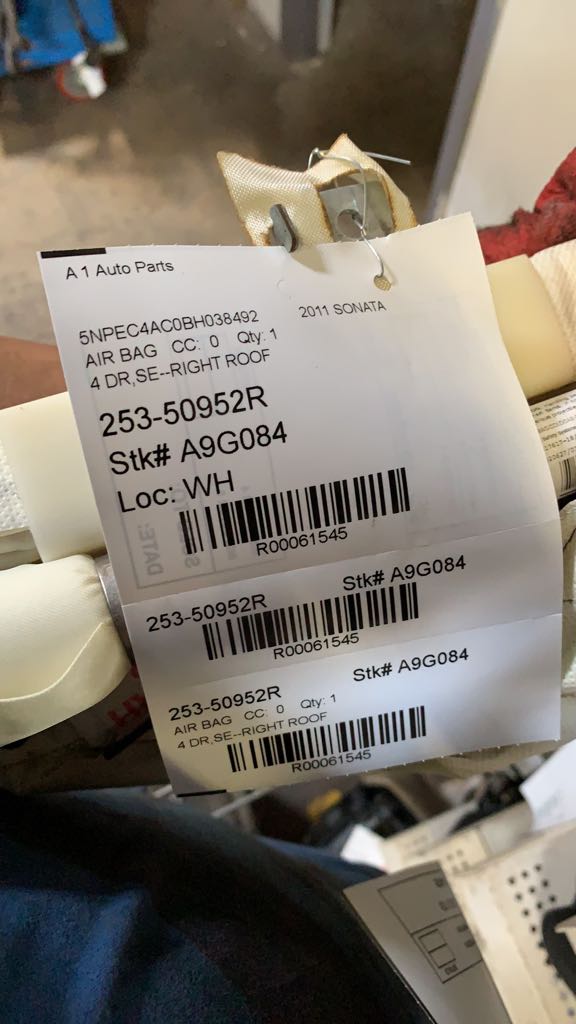 A 1 Auto Parts
5NPEC4AC0BH038492 2011 SONATA
AIR BAG CC: 0 Qty: 1
4 DR,SE--RIGHT ROOF
253-50952R
Stk# A9G084
Loc: WH
DATE:
R00061545
253-50952R Stk# A9G084
R00061545
253-50952R Stk# A9G084
AIR BAG CC: 0 Qty: 1
4 DR,SE--RIGHT ROOF
R00061545